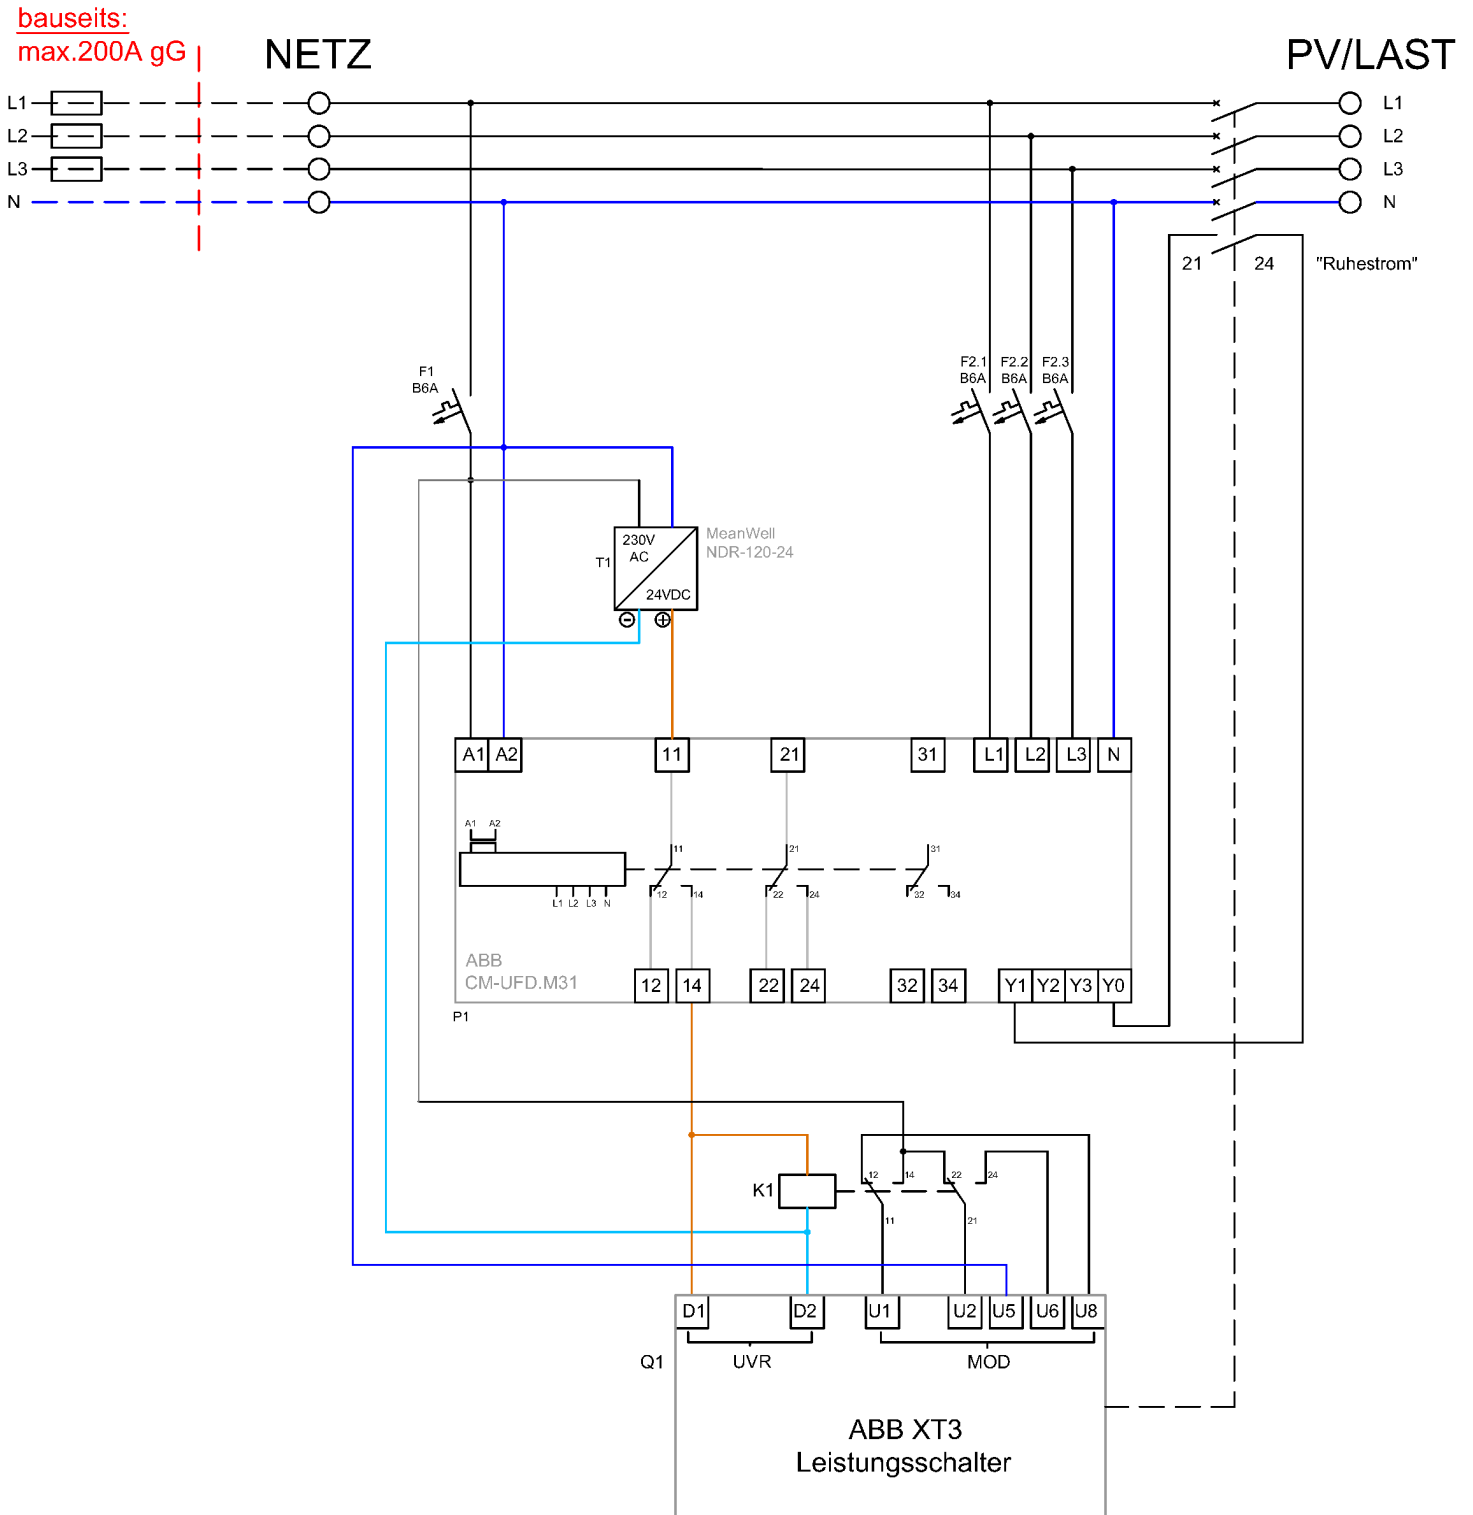 bauseits:
max.200A gG
NETZ
PV/LAST
L1
L1
L2
L2
L3
L3
N
N
21
24
"Ruhestrom"
F1
B6A
F2.1
B6A
F2.2
B6A
F2.3
B6A
T1
230V
AC
24VDC
MeanWell
NDR-120-24
A1
A2
11
21
31
L1
L2
L3
N
A1
A2
11
21
31
12
14
22
24
32
34
L1
L2
L3
N
ABB
CM-UFD.M31
12
14
22
24
32
34
Y1
Y2
Y3
Y0
P1
12
14
22
24
K1
11
21
D1
D2
U1
U2
U5
U6
U8
Q1
UVR
MOD
ABB XT3
Leistungsschalter